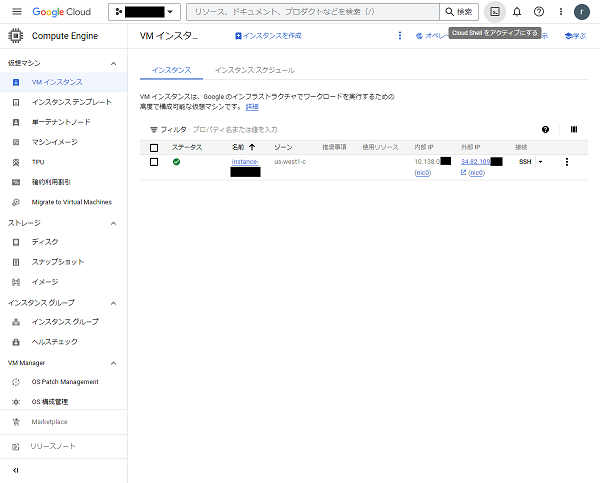 Google Cloud
リソース、ドキュメント、プロダクトなどを検索（/）
検索
r
Compute Engine
VM インスタ...
インスタンスを作成
オペレー
Cloud Shell をアクティブにする
示
学ぶ
仮想マシン
VM インスタンス
インスタンス テンプレート
単一テナントノード
マシンイメージ
TPU
確約利用割引
Migrate to Virtual Machines
ストレージ
ディスク
スナップショット
イメージ
インスタンス グループ
インスタンス グループ
ヘルスチェック
VM Manager
OS Patch Management
OS 構成管理
Marketplace
リリースノート
インスタンス
インスタンス スケジュール
VM インスタンスは、Google のインフラストラクチャでワークロードを実行するための
高度で構成可能な仮想マシンです。 詳細
フィルタ プロパティ名または値を入力
ステータス 名前 ゾーン 推奨事項 使用リソース 内部 IP 外部 IP 接続
instance- us-west1-c 10.138.0 34.82.109 SSH
(nic0) (nic0)